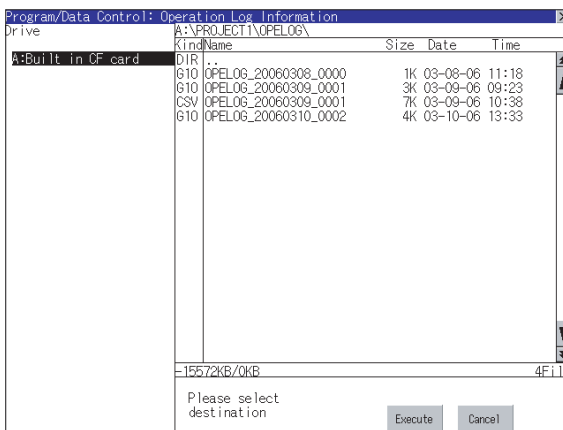 Program/Data Control: Operation Log Information
Drive A:\PROJECT1\OPELOG\
Kind Name Size Date Time
A:Built in CF card DIR ..
G10 OPELOG_20060308_0000 1K 03-08-06 11:18
G10 OPELOG_20060309_0001 3K 03-09-06 09:23
CSV OPELOG_20060309_0001 7K 03-09-06 10:38
G10 OPELOG_20060310_0002 4K 03-10-06 13:33
-15572KB/0KB 4Fil
Please select
destination
Execute Cancel